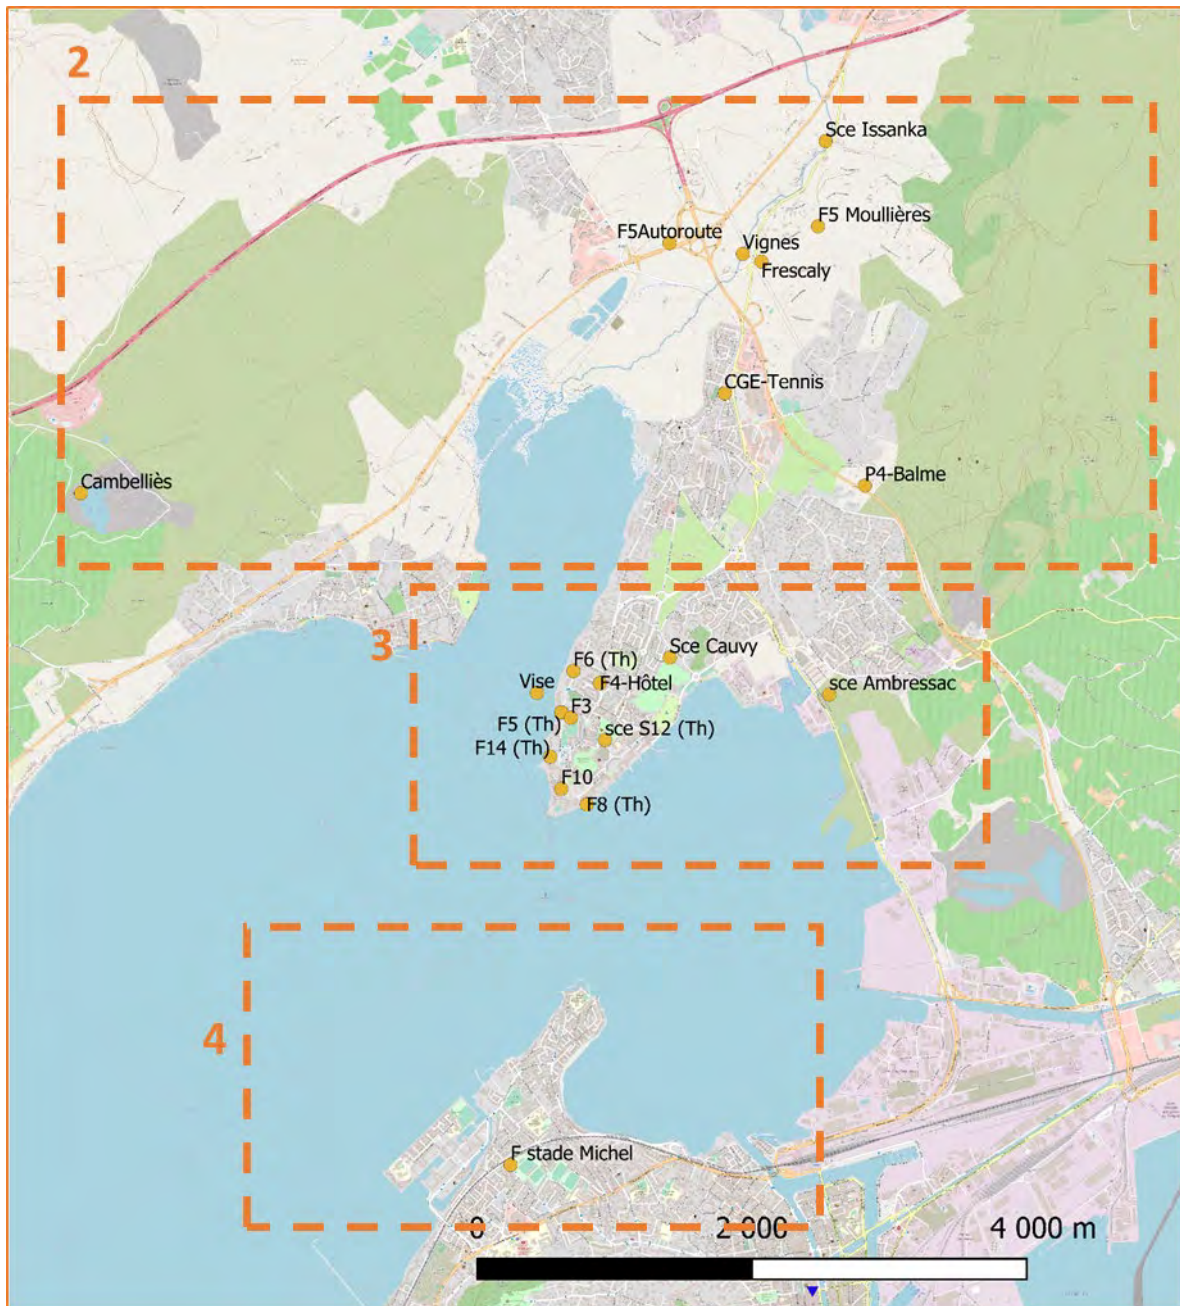 2
Sce Issanka
F5 Moullières
F5Autoroute
Vignes
Frescaly
CGE-Tennis
P4-Balme
Cambelliès
3
Sce Cauvy
F6 (Th)
F4-Hôtel
Vise
sce Ambressac
F3
F5 (Th)
sce S12 (Th)
F14 (Th)
F10
F8 (Th)
4
F stade Michel
0 2 000 4 000 m